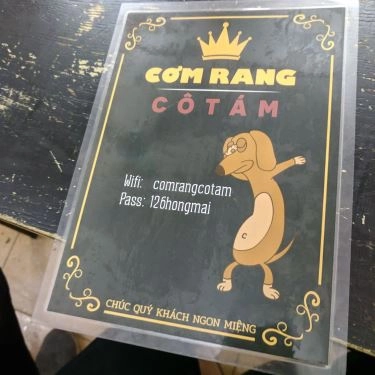 CƠM RANG
CÔ TÁM
Wifi: comrangcotam
Pass: 126hongmai
CHÚC QUÝ KHÁCH NGON MIỆNG